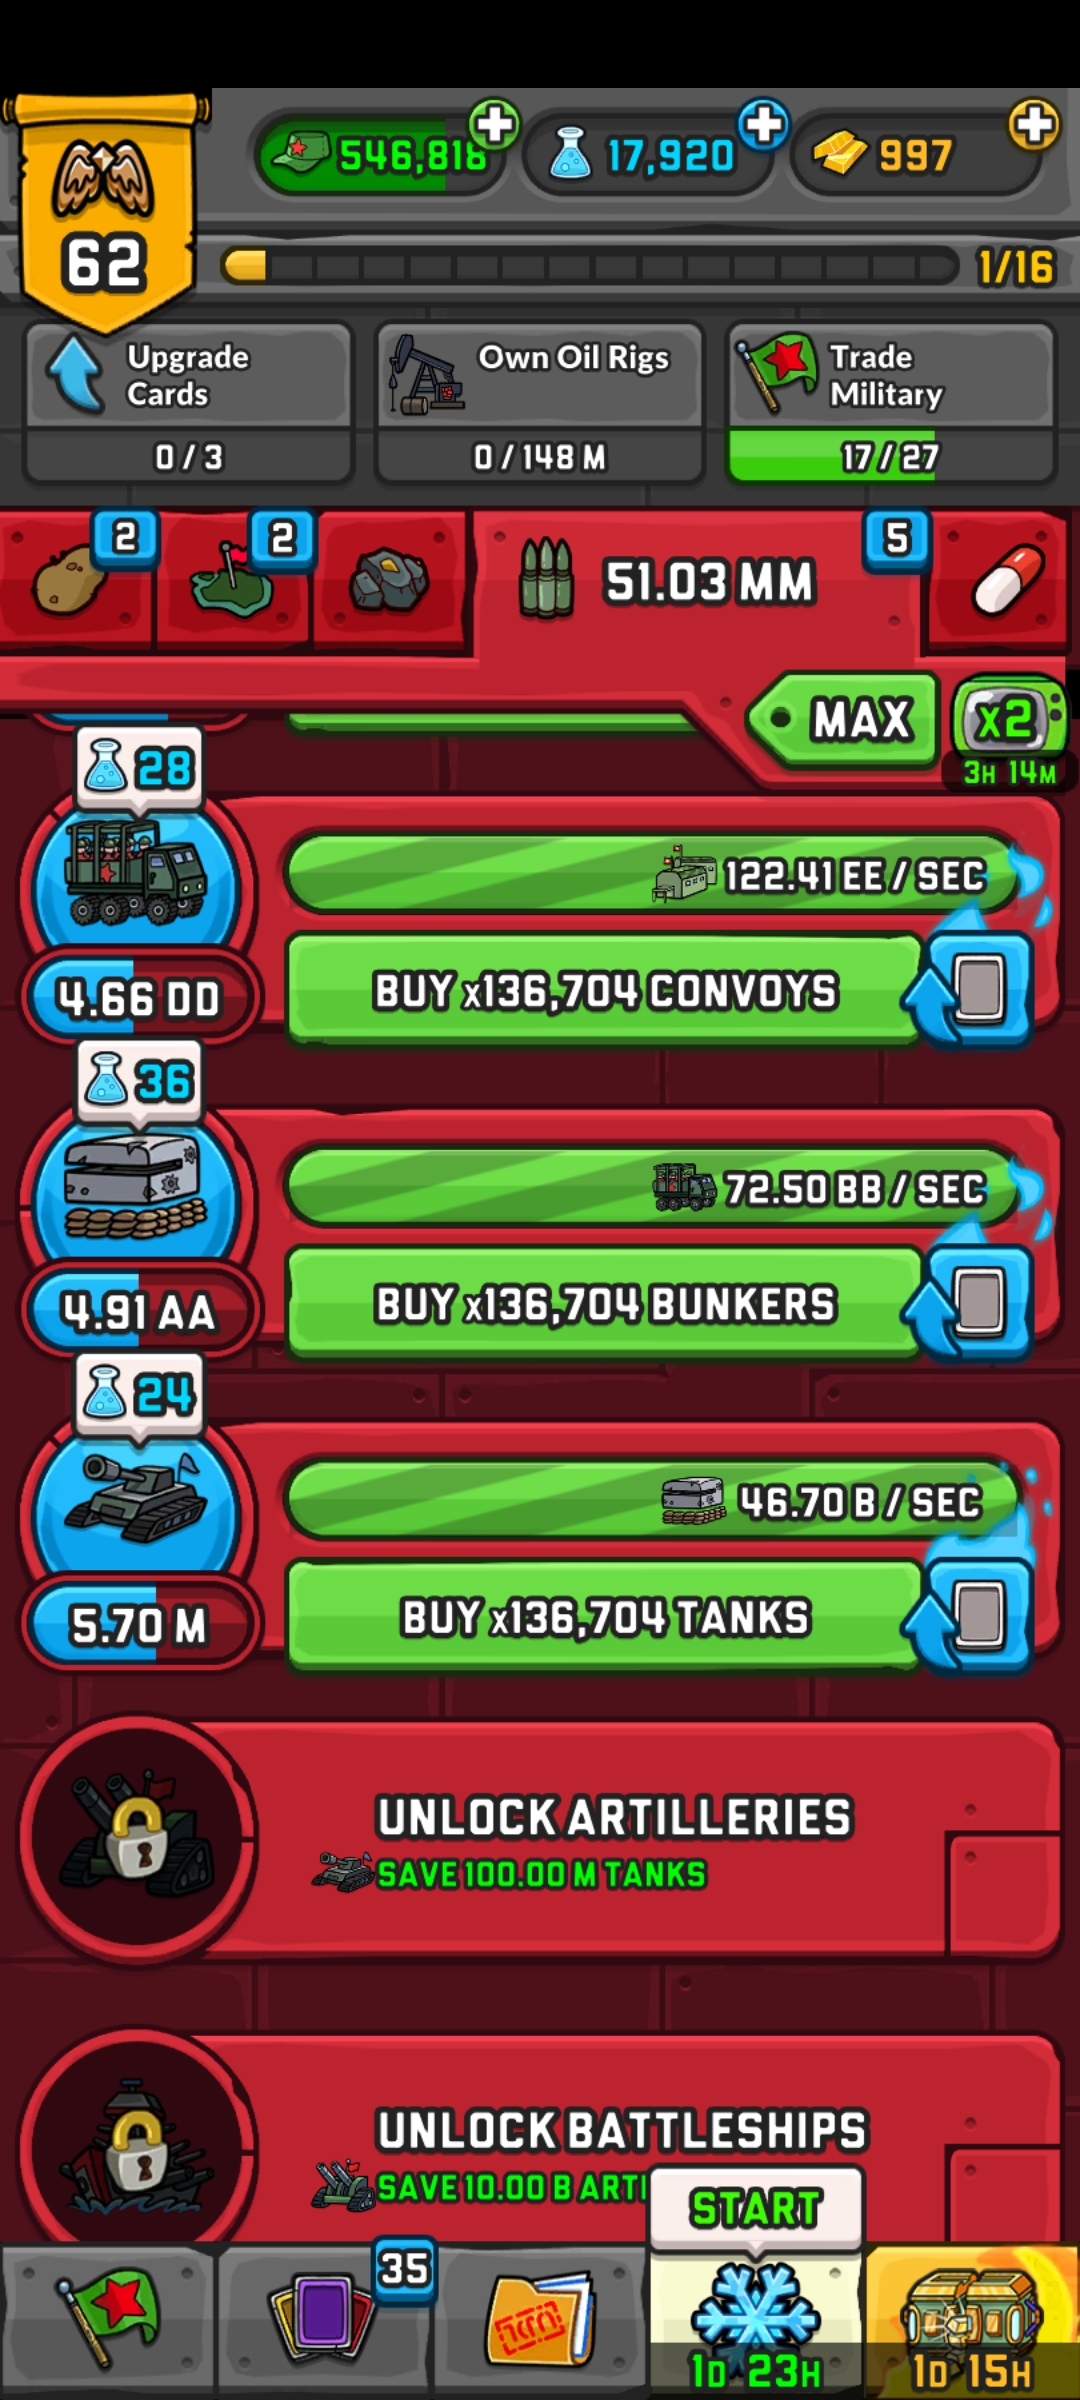 546,818
17,920
997
62
1/16
Upgrade
Cards
0 / 3
Own Oil Rigs
0 / 148 M
Trade
Military
17 / 27
2
2
51.03 MM
5
MAX
x2
3H 14M
28
122.41 EE / SEC
4.66 DD
BUY x136,704 CONVOYS
36
72.50 BB / SEC
4.91 AA
BUY x136,704 BUNKERS
24
46.70 B / SEC
5.70 M
BUY x136,704 TANKS
UNLOCK ARTILLERIES
SAVE 100.00 M TANKS
UNLOCK BATTLESHIPS
SAVE 10.00 B ARTI
START
35
1D 23H
1D 15H